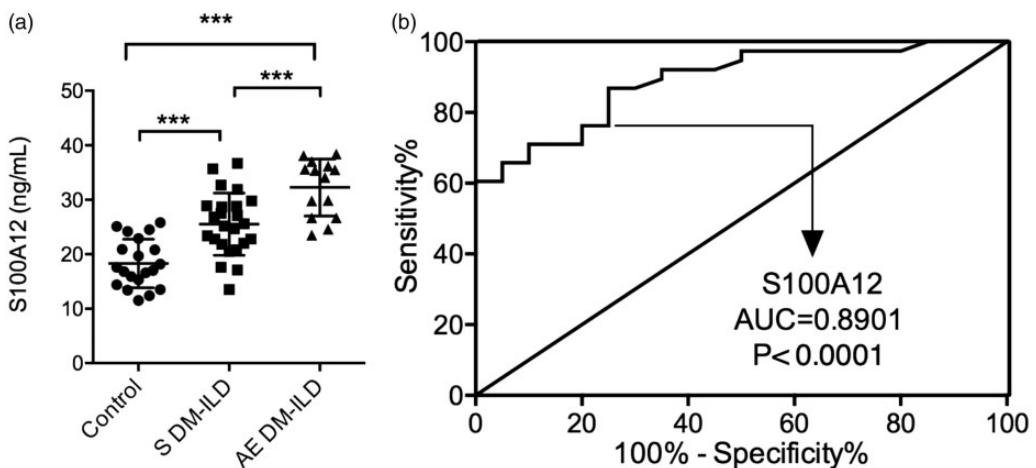 (a)
***
***
***
S100A12 (ng/mL)
50
40
30
20
10
0
Control
S DM-ILD
AE DM-ILD
(b)
Sensitivity%
100
80
60
40
20
0
S100A12
AUC=0.8901
P<0.0001
0 20 40 60 80 100
100% - Specificity%